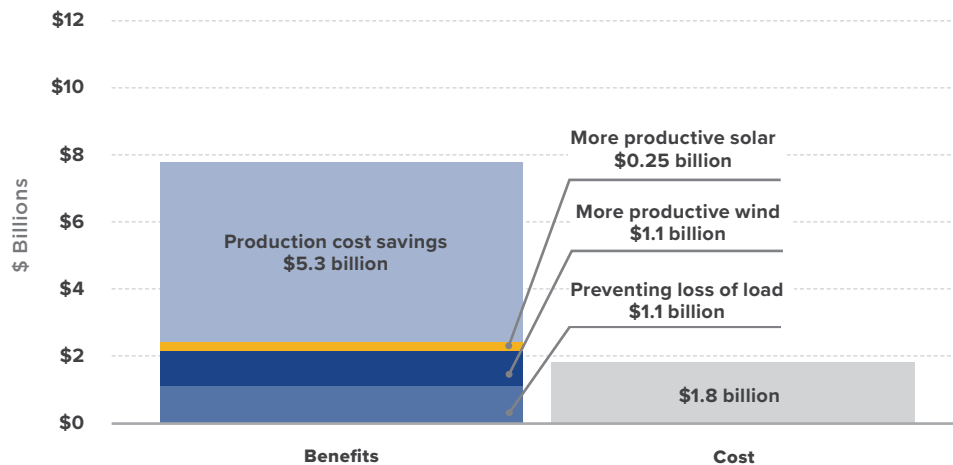 $12
$10
$8
$6
$4
$2
$0
$ Billions
More productive solar
$0.25 billion
More productive wind
$1.1 billion
Production cost savings
$5.3 billion
Preventing loss of load
$1.1 billion
$1.8 billion
Benefits
Cost